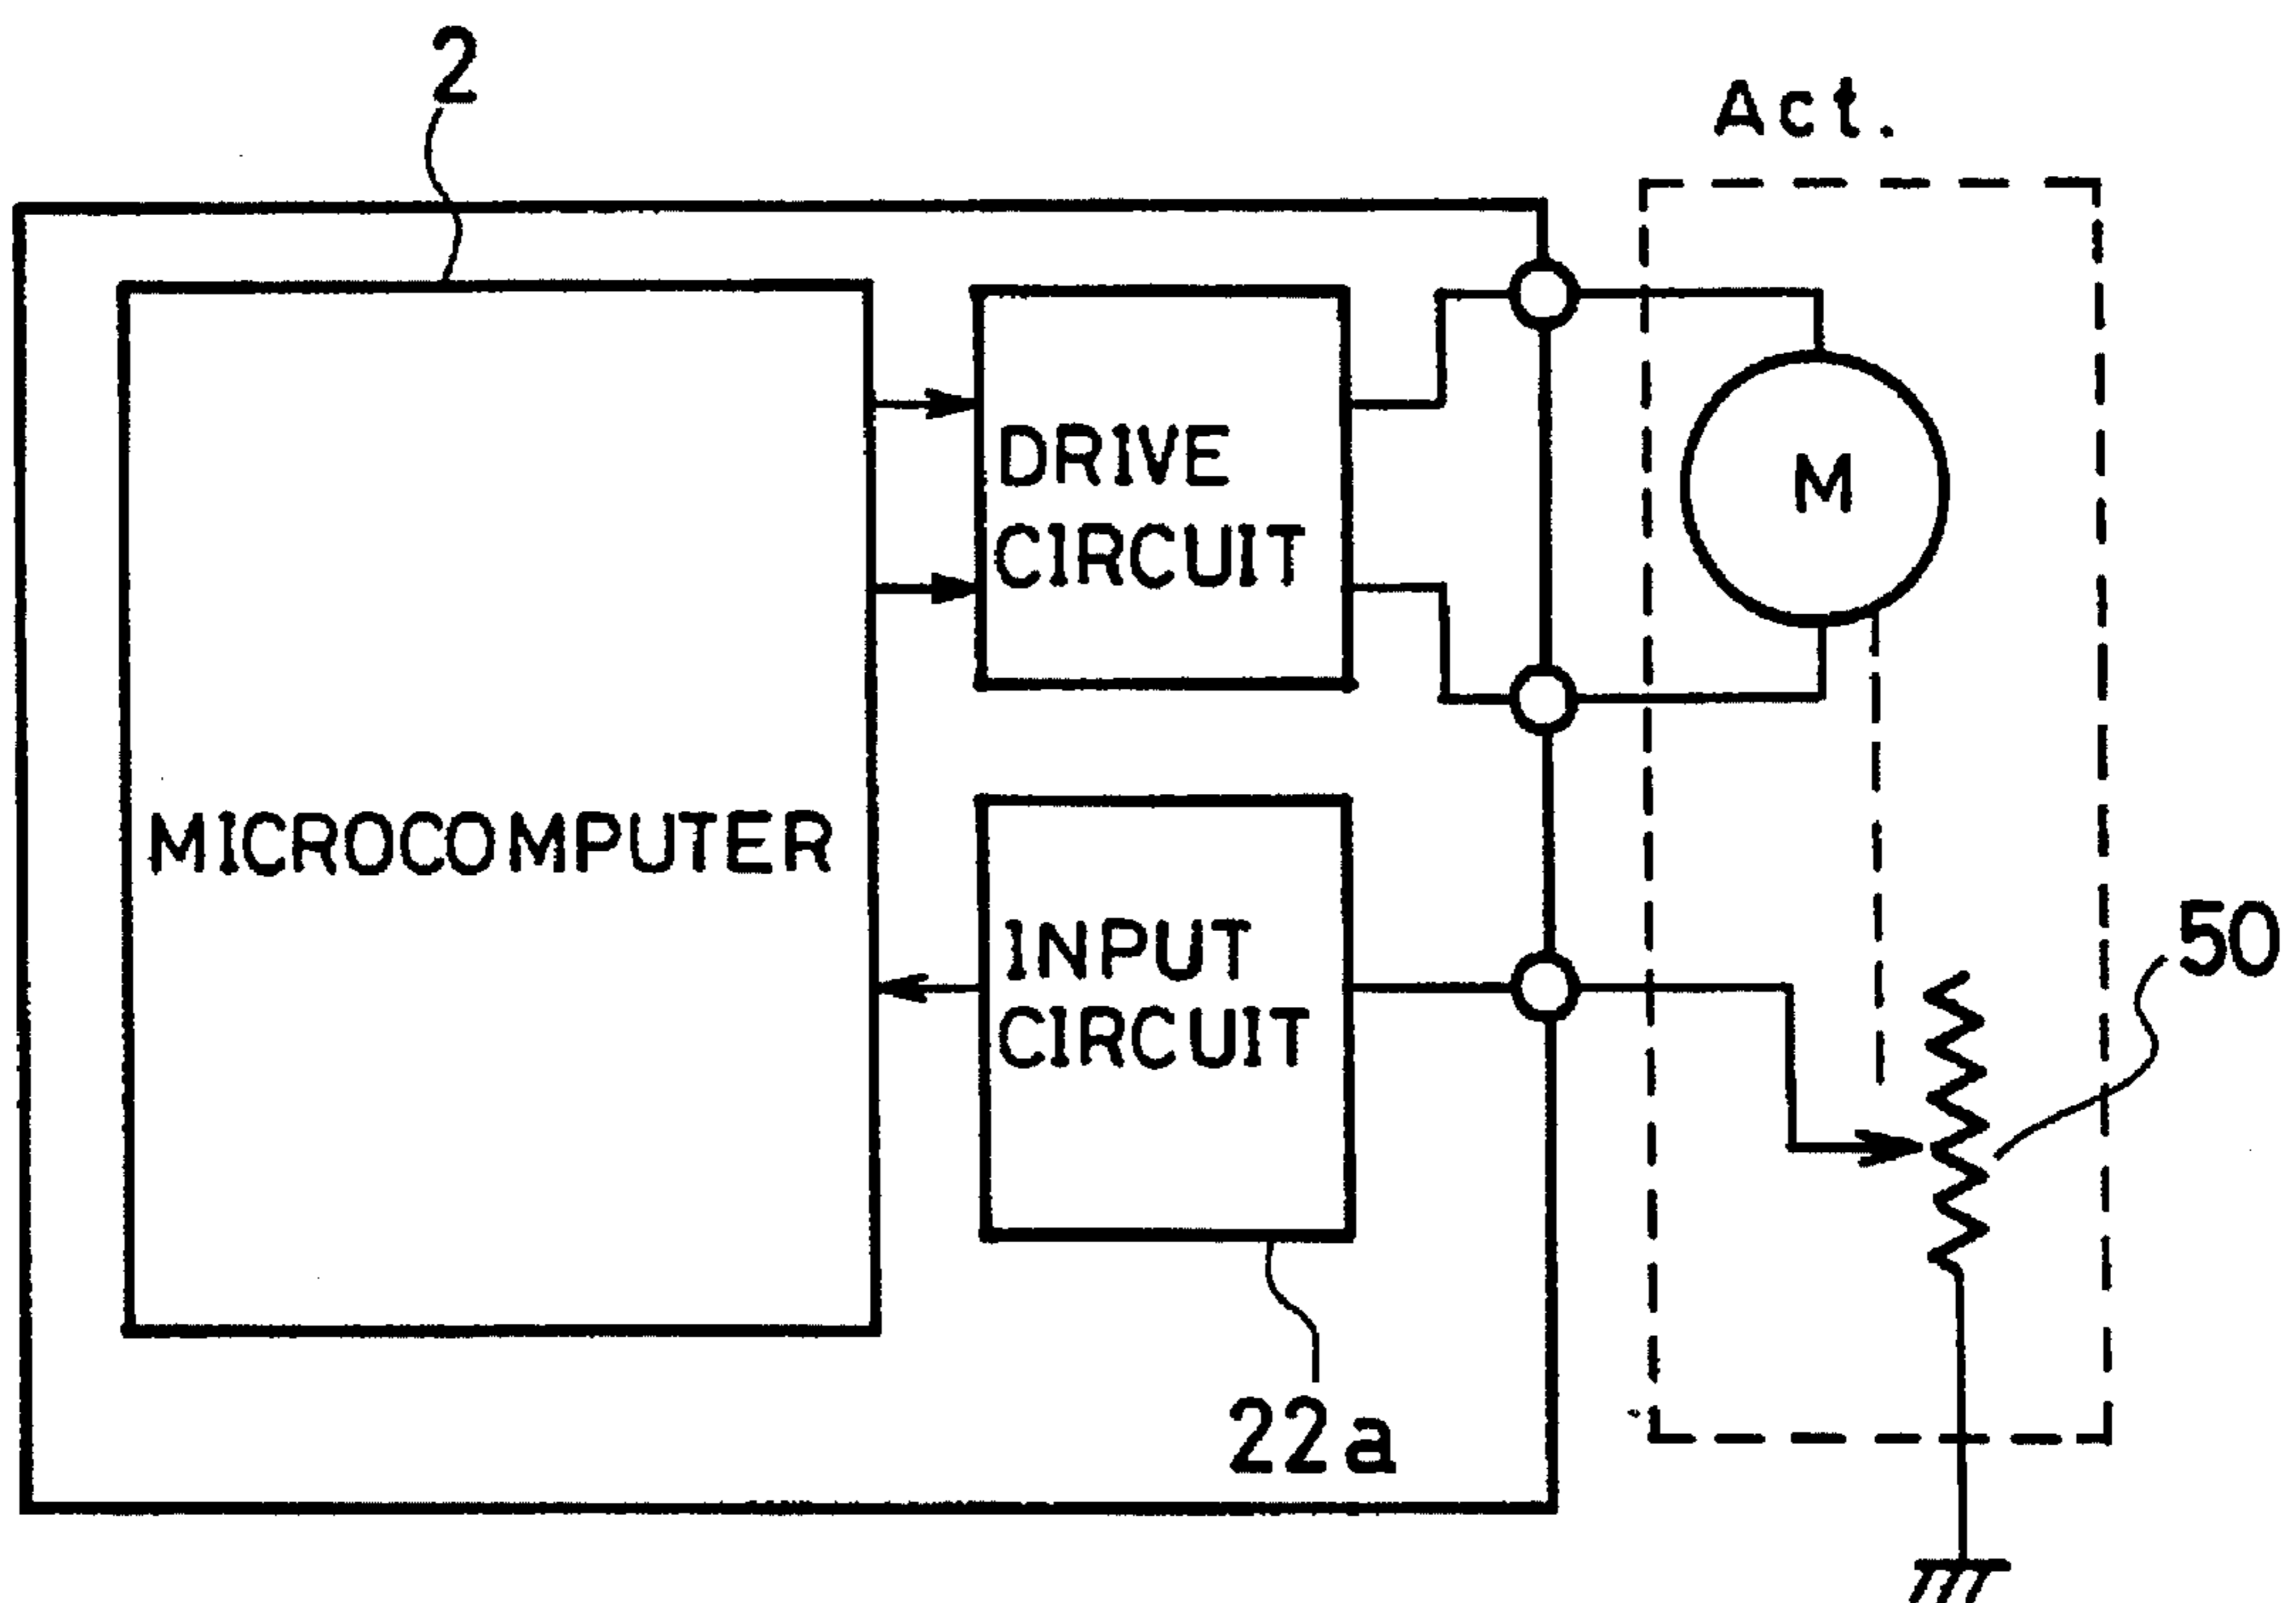 2
Act.
DRIVE
CIRCUIT
M
MICROCOMPUTER
INPUT
CIRCUIT
50
22a